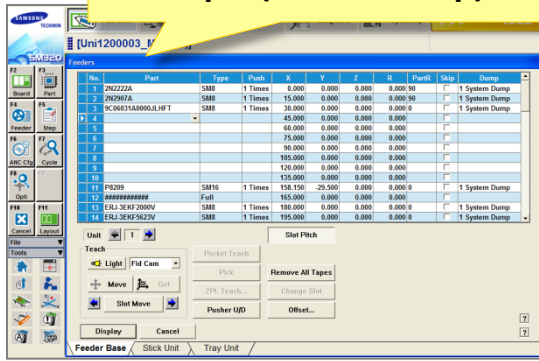 SAMSUNG
TECHWIN
SM320
[Uni1200003_
Feeders
No. Part Type Push X Y Z R PartR Skip Dump
1 2N2222A SM8 1 Times 0.000 0.000 0.000 0.000 90 1 System Dump
2 2N2967A SM8 1 Times 15.000 0.000 0.000 0.000 90 1 System Dump
3 9C06031A0000JLHFT SM8 1 Times 30.000 0.000 0.000 0.000 0 1 System Dump
4 45.000 0.000 0.000 0.000
5 60.000 0.000 0.000 0.000
6 75.000 0.000 0.000 0.000
7 90.000 0.000 0.000 0.000
8 105.000 0.000 0.000 0.000
9 120.000 0.000 0.000 0.000
10 135.000 0.000 0.000 0.000
11 P8209 SM16 1 Times 158.150 -29.500 0.000 0.000 0 1 System Dump
12 ############ Full 165.000 0.000 0.000 0.000
13 ERJ-3EKF2000V SM8 1 Times 180.000 0.000 0.000 0.000 0 1 System Dump
14 ERJ-3EKF5623V SM8 1 Times 195.000 0.000 0.000 0.000 0 1 System Dump
F2 F3
Board Part
F4 F5
Feeder Step
F6 F7
ANC Cfg Cycle
F8
Opti
F10 F11
Cancel Layout
File
Tools
Unit 1 Slot Pitch
Teach
Light Fid Cam Pocket Teach
Move Get Pick Remove All Tapes
2Pt. Teach... Change Slot
Slot Move Pusher U/D Offset...
Display Cancel
Feeder Base Stick Unit Tray Unit
?
?